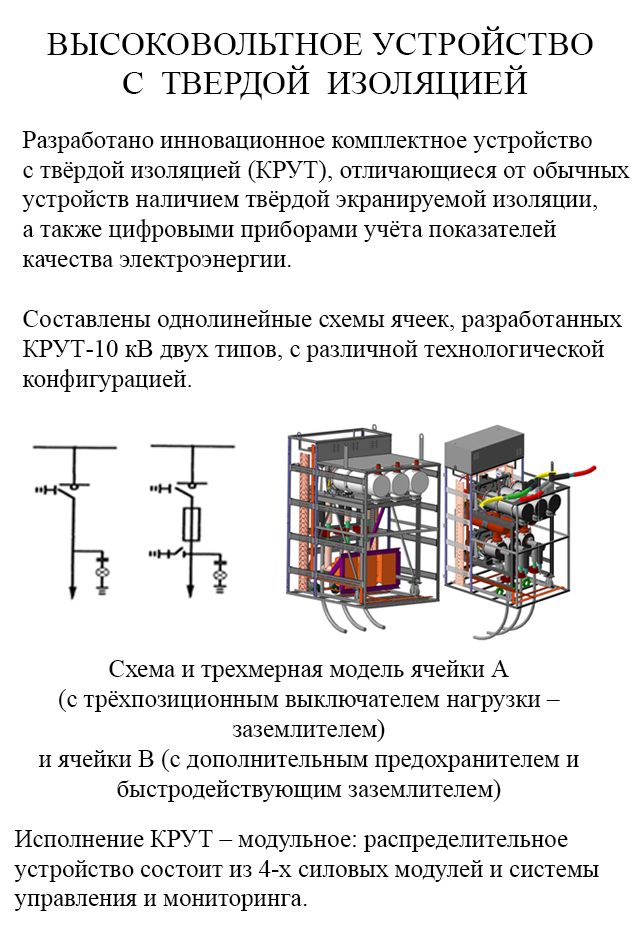 ВЫСОКОВОЛЬТНОЕ УСТРОЙСТВО
С ТВЕРДОЙ ИЗОЛЯЦИЕЙ
Разработано инновационное комплектное устройство
с твёрдой изоляцией (КРУТ), отличающиеся от обычных
устройств наличием твёрдой экранируемой изоляции,
а также цифровыми приборами учёта показателей
качества электроэнергии.
Составлены однолинейные схемы ячеек, разработанных
КРУТ-10 кВ двух типов, с различной технологической
конфигурацией.
Схема и трехмерная модель ячейки А
(с трёхпозиционным выключателем нагрузки –
заземлителем)
и ячейки В (с дополнительным предохранителем и
быстродействующим заземлителем)
Исполнение КРУТ – модульное: распределительное
устройство состоит из 4-х силовых модулей и системы
управления и мониторинга.